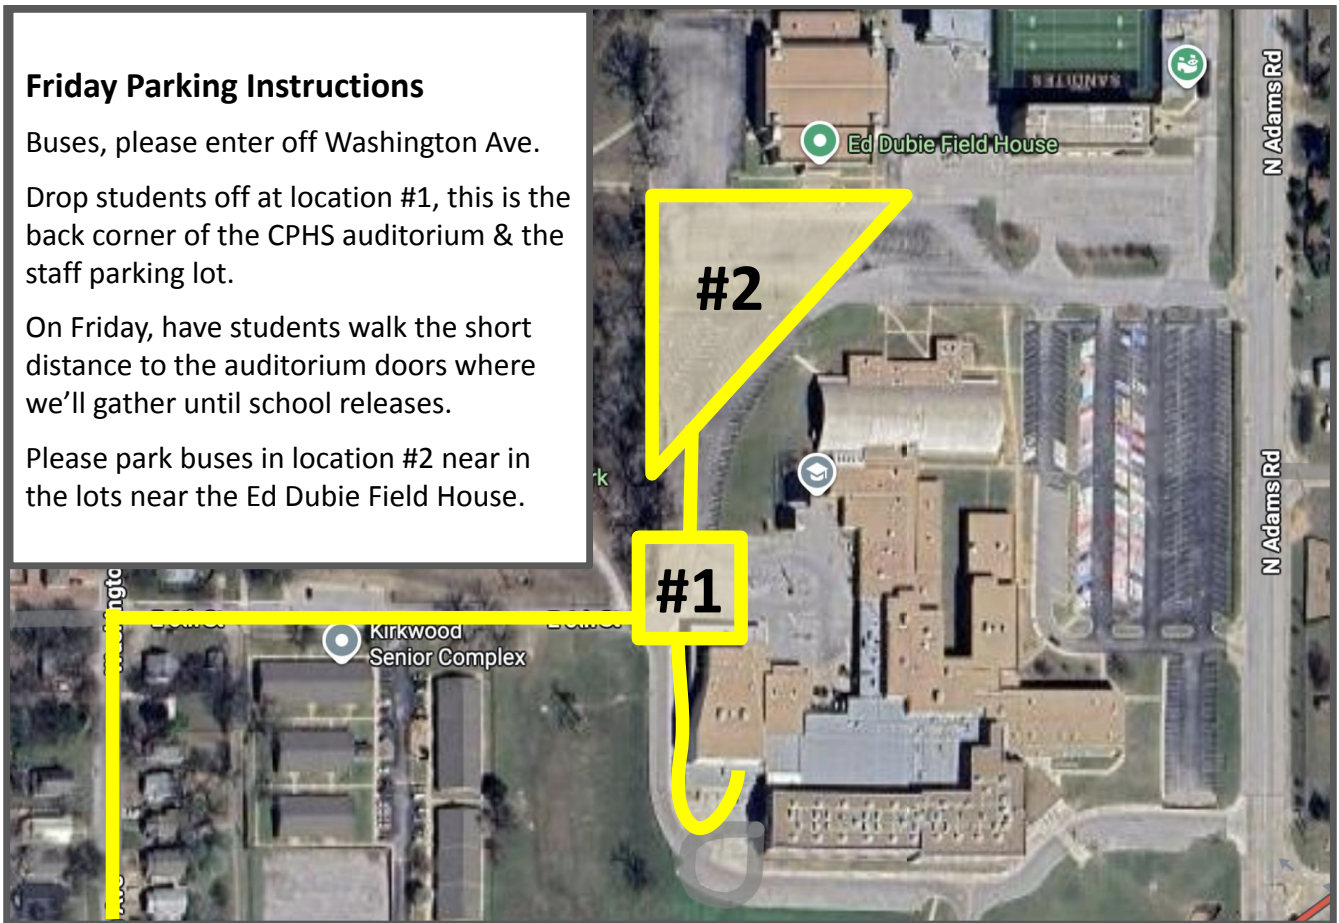 Friday Parking Instructions
Buses, please enter off Washington Ave.
Drop students off at location #1, this is the
back corner of the CPHS auditorium & the
staff parking lot.
On Friday, have students walk the short
distance to the auditorium doors where
we’ll gather until school releases.
Please park buses in location #2 near in
the lots near the Ed Dubie Field House.
SANDITES
Ed Dubie Field House
N Adams Rd
#2
N Adams Rd
#1
Kirkwood
Senior Complex